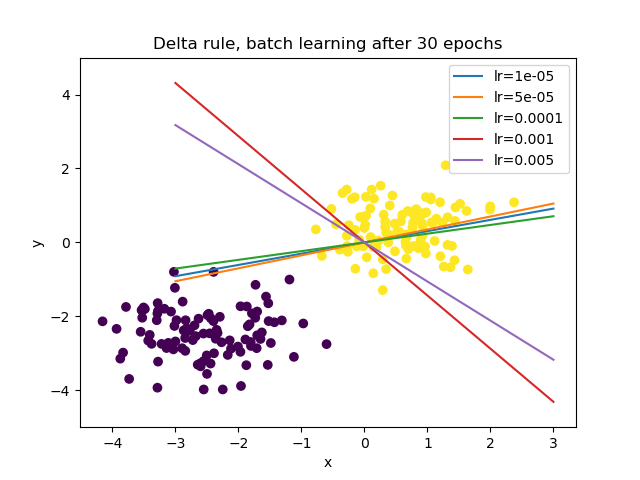 Delta rule, batch learning after 30 epochs
lr=1e-05
lr=5e-05
lr=0.0001
lr=0.001
lr=0.005
y
4
2
0
−2
−4
−4
−3
−2
−1
0
1
2
3
x